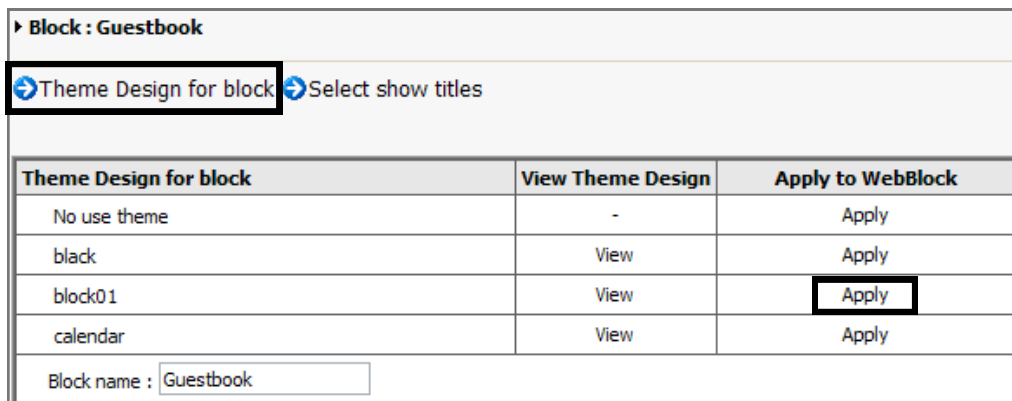 Block : Guestbook
Theme Design for block Select show titles
Theme Design for block View Theme Design Apply to WebBlock
No use theme - Apply
black View Apply
block01 View Apply
calendar View Apply
Block name : Guestbook